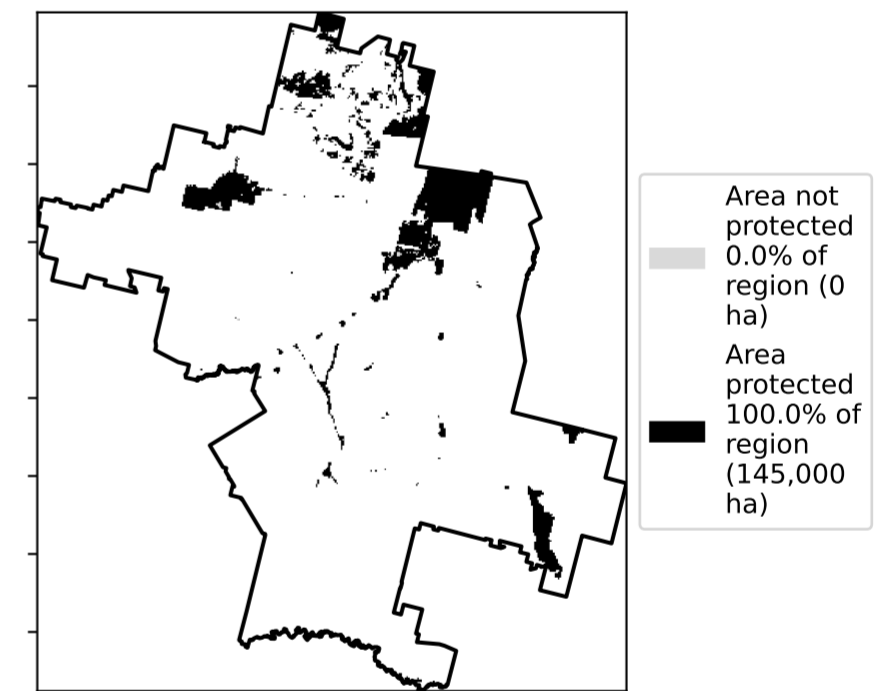 Area not
protected
0.0% of
region (0
ha)
Area
protected
100.0% of
region
(145,000
ha)